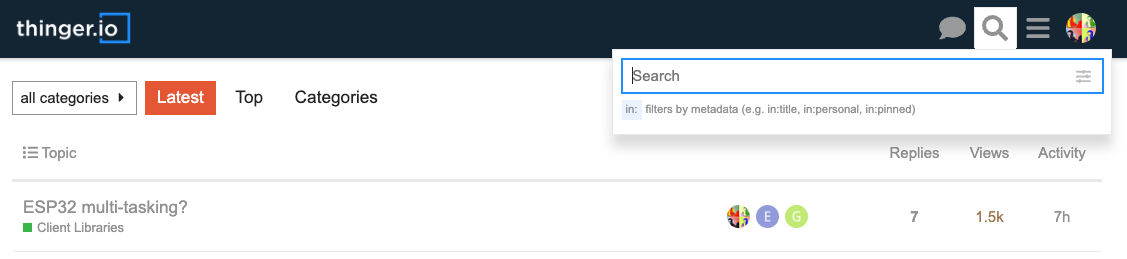 thinger.io
Search
in: filters by metadata (e.g. in:title, in:personal, in:pinned)
all categories Latest Top Categories
Topic Replies Views Activity
ESP32 multi-tasking?
Client Libraries
E G 7 1.5k 7h